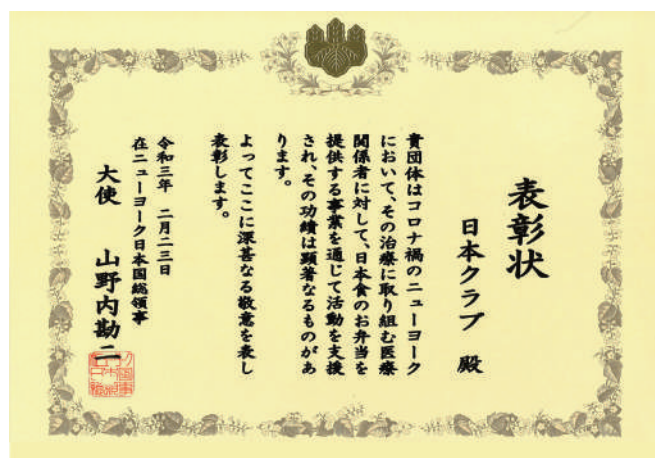 表彰状
日本クラブ 殿
貴団体はコロナ禍のニューヨーク
において、その治療に取り組む医療
関係者に対して、日本食のお弁当を
提供する事業を通じて活動を支援
され、その功績は顕著なるものがあ
ります。
よってここに深甚なる敬意を表し
表彰します。
令和三年 二月二三日
在ニューヨーク日本国総領事
大使 山野内勘二